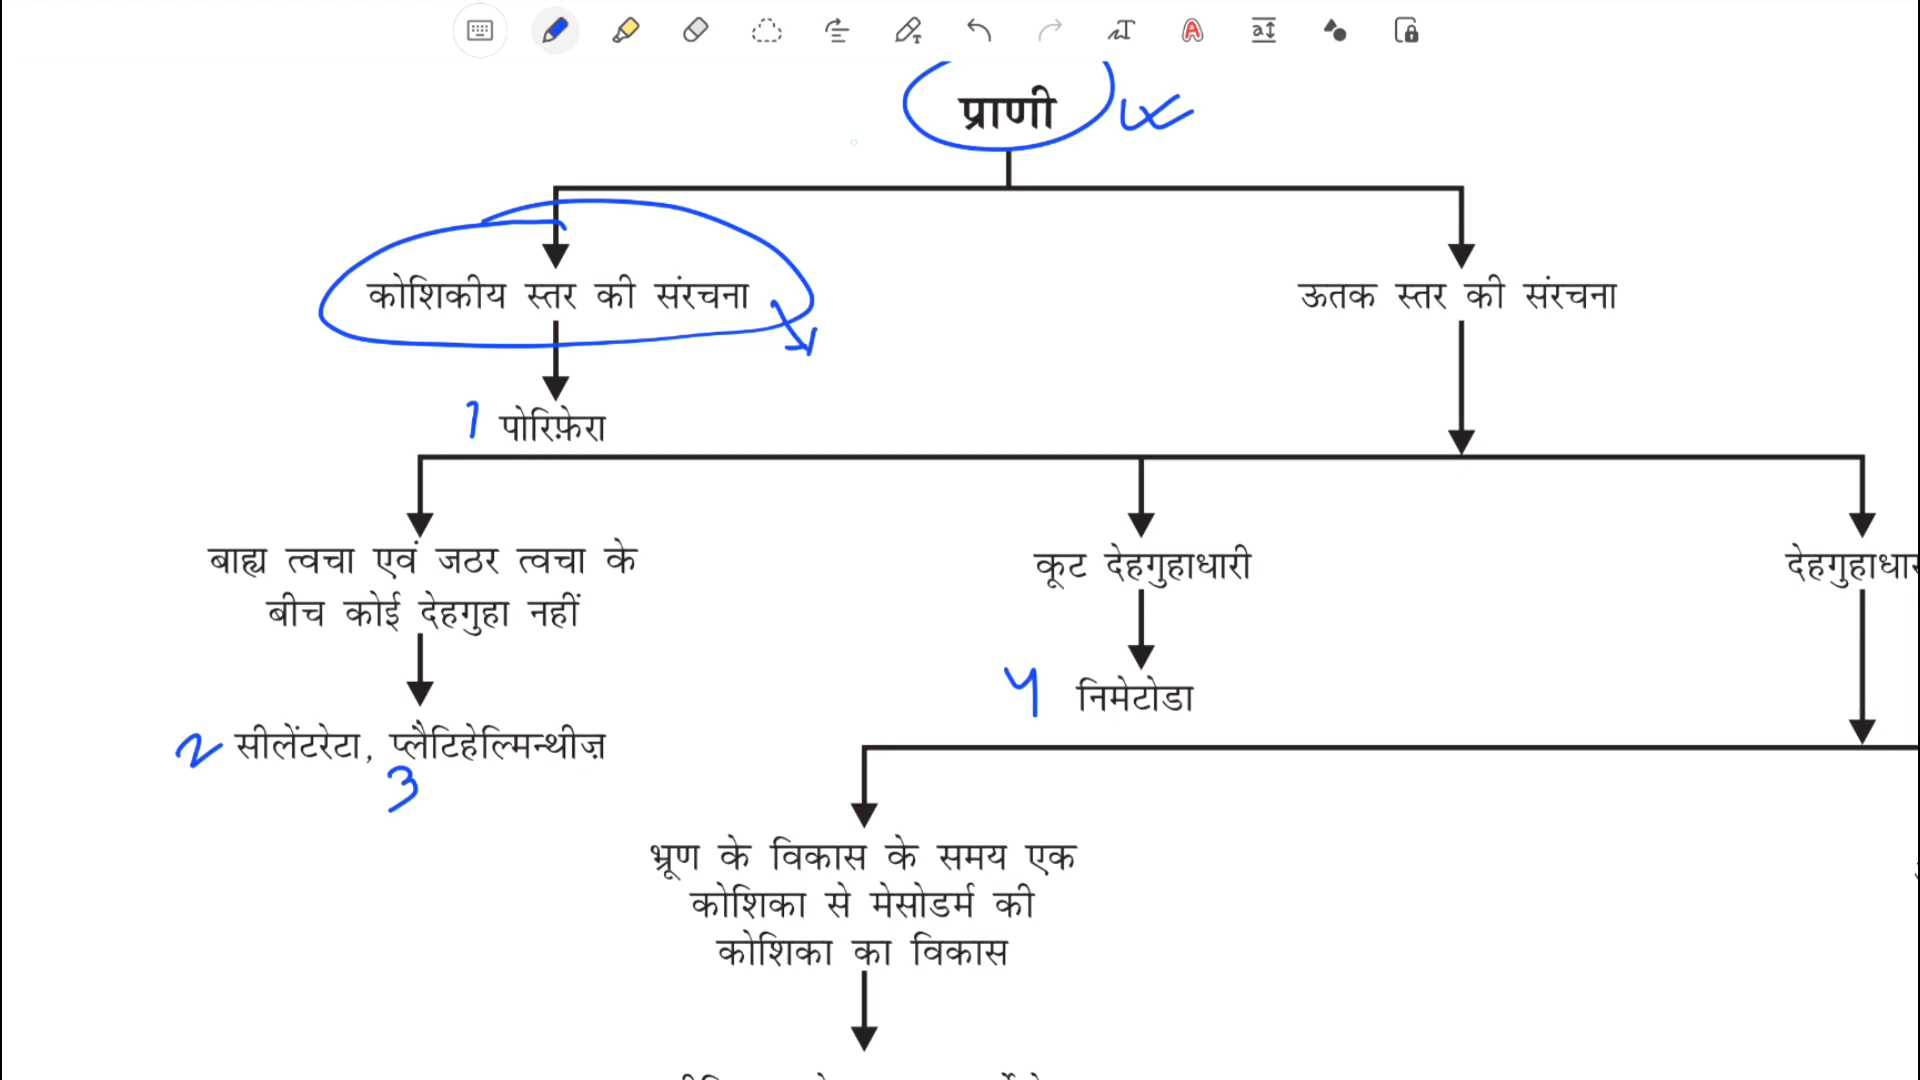 प्राणी
कोशिकीय स्तर की संरचना
ऊतक स्तर की संरचना
1 पोरिफ़ेरा
बाह्य त्वचा एवं जठर त्वचा के
बीच कोई देहगुहा नहीं
कूट देहगुहाधारी
देहगुहाधार
4 निमेटोडा
2 सीलेंटरेटा, प्लैटिहेल्मिन्थीज़
3
भ्रूण के विकास के समय एक
कोशिका से मेसोडर्म की
कोशिका का विकास